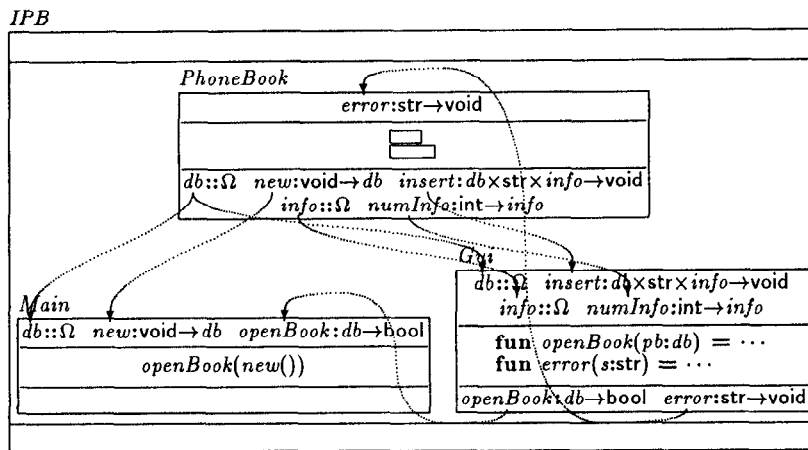 IPB
PhoneBook
error:str→void
db::Ω new:void→db insert:db×str×info→void
info::Ω numInfo:int→info
Gui
db::Ω insert:db×str×info→void
info::Ω numInfo:int→info
fun openBook(pb:db) = ⋯
fun error(s:str) = ⋯
openBook:db→bool error:str→void
Main
db::Ω new:void→db openBook:db→bool
openBook(new())